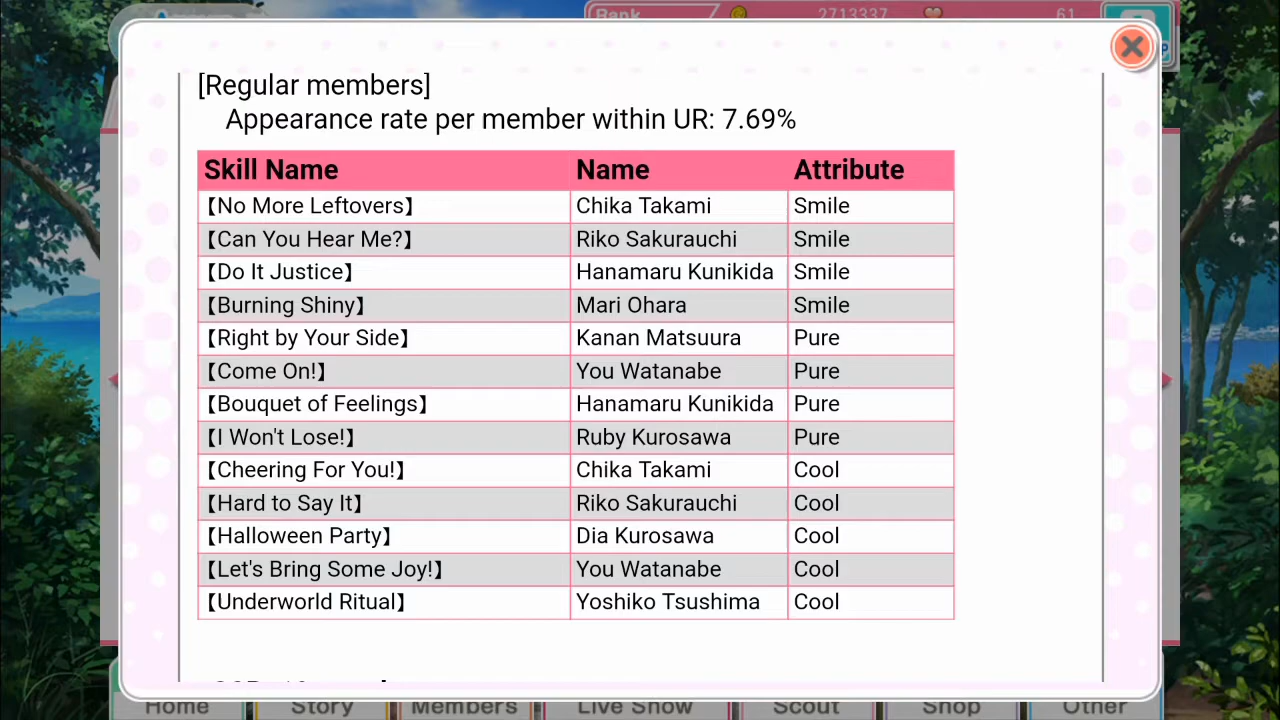 Rank 2713337 61
[Regular members]
Appearance rate per member within UR: 7.69%
Skill Name Name Attribute
【No More Leftovers】 Chika Takami Smile
【Can You Hear Me?】 Riko Sakurauchi Smile
【Do It Justice】 Hanamaru Kunikida Smile
【Burning Shiny】 Mari Ohara Smile
【Right by Your Side】 Kanan Matsuura Pure
【Come On!】 You Watanabe Pure
【Bouquet of Feelings】 Hanamaru Kunikida Pure
【I Won't Lose!】 Ruby Kurosawa Pure
【Cheering For You!】 Chika Takami Cool
【Hard to Say It】 Riko Sakurauchi Cool
【Halloween Party】 Dia Kurosawa Cool
【Let's Bring Some Joy!】 You Watanabe Cool
【Underworld Ritual】 Yoshiko Tsushima Cool
Home Story Members Live Show Scout Shop Other